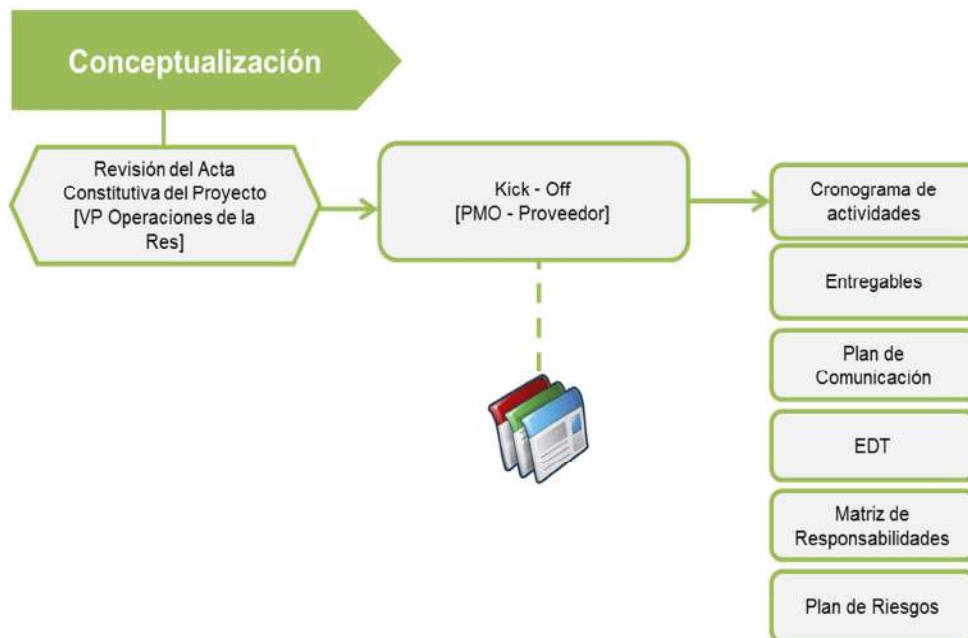 Conceptualización
Revisión del Acta
Constitutiva del Proyecto
[VP Operaciones de la
Res]
Kick - Off
[PMO - Proveedor]
Cronograma de
actividades
Entregables
Plan de
Comunicación
EDT
Matriz de
Responsabilidades
Plan de Riesgos